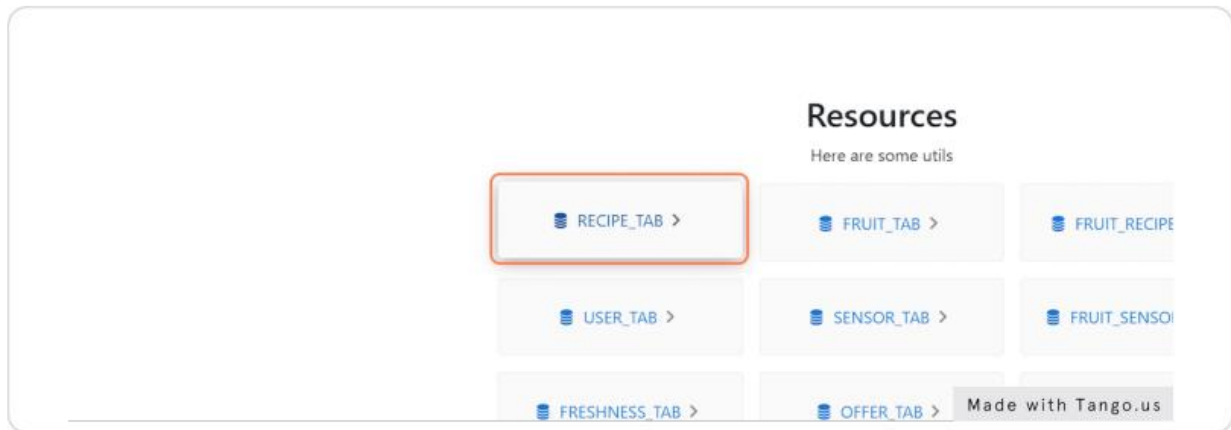 Resources
Here are some utils
RECIPE_TAB >
FRUIT_TAB >
FRUIT_RECIPE
USER_TAB >
SENSOR_TAB >
FRUIT_SENSO
FRESHNESS_TAB >
OFFER_TAB >
Made with Tango.us